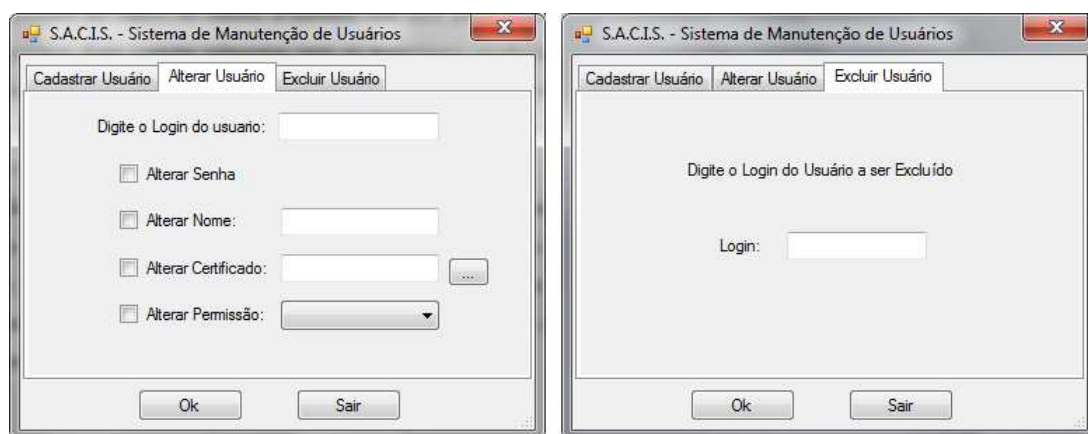 S.A.C.I.S. - Sistema de Manutenção de Usuários
Cadastrar Usuário Alterar Usuário Excluir Usuário
Digite o Login do usuario:
Alterar Senha
Alterar Nome:
Alterar Certificado: ...
Alterar Permissão:
Ok Sair
S.A.C.I.S. - Sistema de Manutenção de Usuários
Cadastrar Usuário Alterar Usuário Excluir Usuário
Digite o Login do Usuário a ser Excluído
Login:
Ok Sair